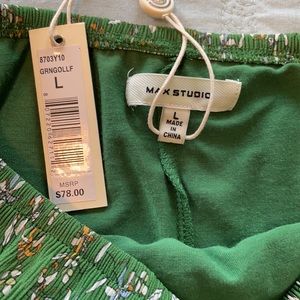 8703Y10
GRNGOLLF
L
MSRP
$78.00
MAX STUDIO
L
MADE IN
CHINA